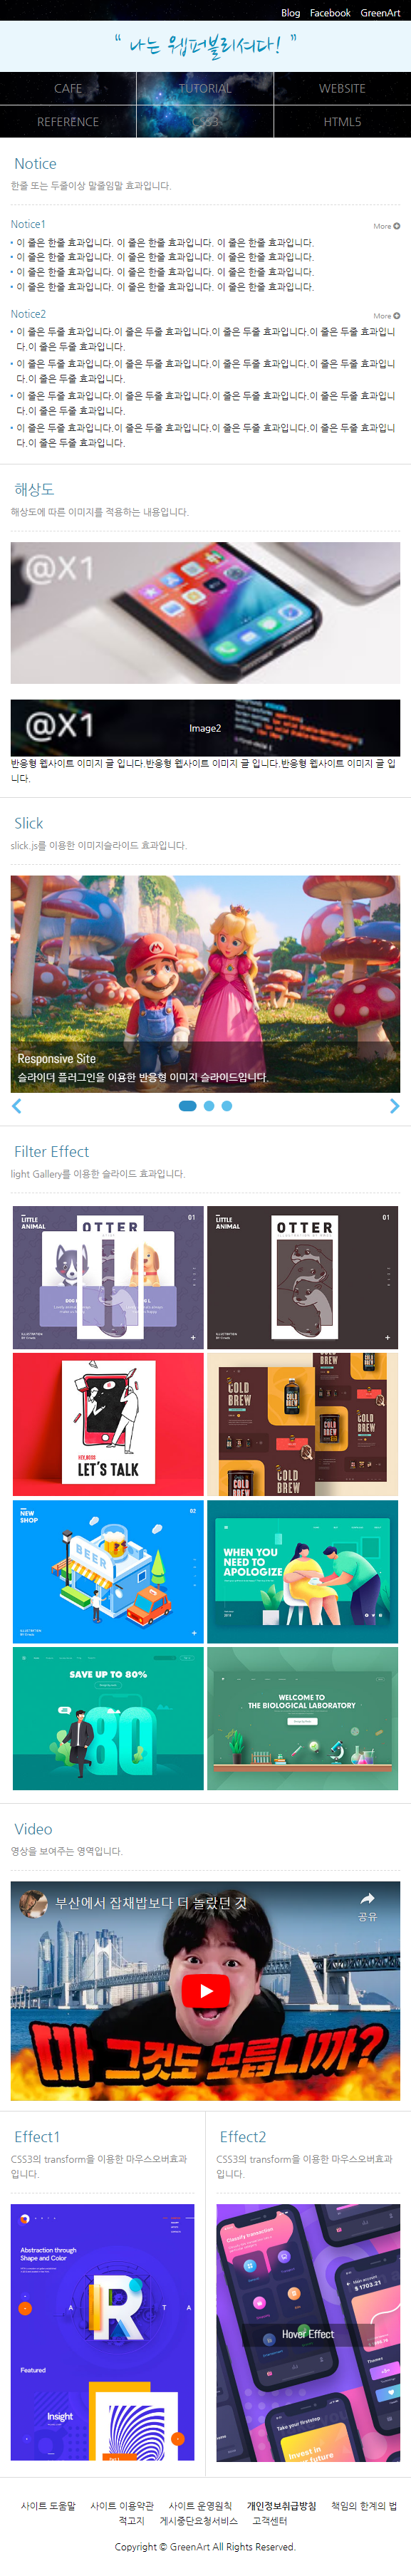 Blog Facebook GreenArt
“ 나는 웹퍼블리셔다! ”
CAFE TUTORIAL WEBSITE
REFERENCE CSS3 HTML5
Notice
한줄 또는 두줄이상 말줄임말 효과입니다.
Notice1 More
이 줄은 한줄 효과입니다. 이 줄은 한줄 효과입니다. 이 줄은 한줄 효과입니다.
이 줄은 한줄 효과입니다. 이 줄은 한줄 효과입니다. 이 줄은 한줄 효과입니다.
이 줄은 한줄 효과입니다. 이 줄은 한줄 효과입니다. 이 줄은 한줄 효과입니다.
이 줄은 한줄 효과입니다. 이 줄은 한줄 효과입니다. 이 줄은 한줄 효과입니다.
Notice2 More
이 줄은 두줄 효과입니다.이 줄은 두줄 효과입니다.이 줄은 두줄 효과입니다.이 줄은 두줄 효과입니
다.이 줄은 두줄 효과입니다.
이 줄은 두줄 효과입니다.이 줄은 두줄 효과입니다.이 줄은 두줄 효과입니다.이 줄은 두줄 효과입니
다.이 줄은 두줄 효과입니다.
이 줄은 두줄 효과입니다.이 줄은 두줄 효과입니다.이 줄은 두줄 효과입니다.이 줄은 두줄 효과입니
다.이 줄은 두줄 효과입니다.
이 줄은 두줄 효과입니다.이 줄은 두줄 효과입니다.이 줄은 두줄 효과입니다.이 줄은 두줄 효과입니
다.이 줄은 두줄 효과입니다.
해상도
해상도에 따른 이미지를 적용하는 내용입니다.
@X1
@X1
Image2
반응형 웹사이트 이미지 글 입니다.반응형 웹사이트 이미지 글 입니다.반응형 웹사이트 이미지 글 입
니다.
Slick
slick.js를 이용한 이미지슬라이드 효과입니다.
Responsive Site
슬라이더 플러그인을 이용한 반응형 이미지 슬라이드입니다.
Filter Effect
light Gallery를 이용한 슬라이드 효과입니다.
LITTLE
ANIMAL
OTTER
01
LITTLE
ANIMAL
OTTER
01
HEY,BOSS
LET'S TALK
COLD
BREW
COLD
BREW
COLD
BREW
NEW
SHOP
02
BEER
WHEN YOU
NEED TO
APOLOGIZE
SAVE UP TO 80%
80
WELCOME TO
THE BIOLOGICAL LABORATORY
Video
영상을 보여주는 영역입니다.
부산에서 잡채밥보다 더 놀랐던 것
공유
마 그것도 모릅니까?
Effect1
CSS3의 transform을 이용한 마우스오버효과
입니다.
Abstraction through
Shape and Color
R
A T A
Featured
Insight
Effect2
CSS3의 transform을 이용한 마우스오버효과
입니다.
Classify transaction
$ 1703.21
Hover Effect
Themes
Take your firststep
Invest in
사이트 도움말 사이트 이용약관 사이트 운영원칙 개인정보취급방침 책임의 한계의 법
적고지 게시중단요청서비스 고객센터
Copyright © GreenArt All Rights Reserved.